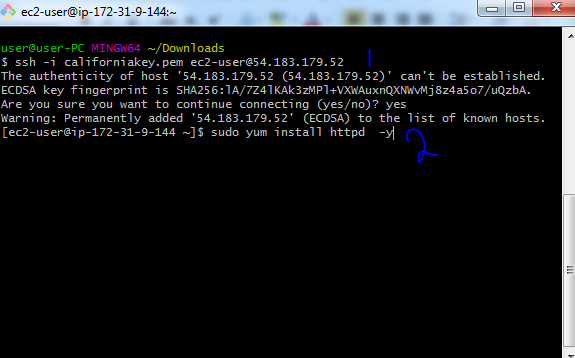 ec2-user@ip-172-31-9-144:~
user@user-PC MINGW64 ~/Downloads
$ ssh -i californiakey.pem ec2-user@54.183.179.52 1
The authenticity of host '54.183.179.52 (54.183.179.52)' can't be established.
ECDSA key fingerprint is SHA256:lA/7Z4lKAk3zMPl+VXWAuxnQXNWvMj8z4a5o7/uQzbA.
Are you sure you want to continue connecting (yes/no)? yes
Warning: Permanently added '54.183.179.52' (ECDSA) to the list of known hosts.
[ec2-user@ip-172-31-9-144 ~]$ sudo yum install httpd  -y 2